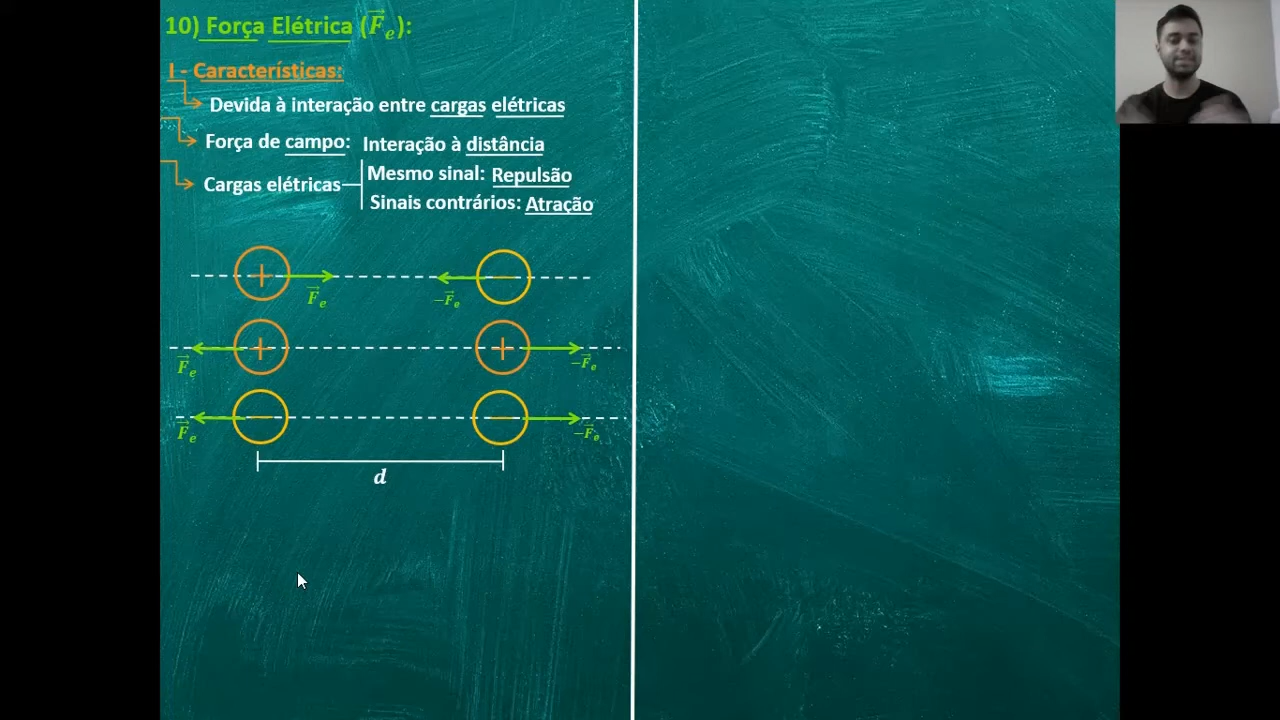 10) Força Elétrica (F⃗ₑ):
I - Características:
Devida à interação entre cargas elétricas
Força de campo: Interação à distância
Cargas elétricas
Mesmo sinal: Repulsão
Sinais contrários: Atração
+ −
F⃗ₑ −F⃗ₑ
+ +
F⃗ₑ −F⃗ₑ
− −
F⃗ₑ −F⃗ₑ
d